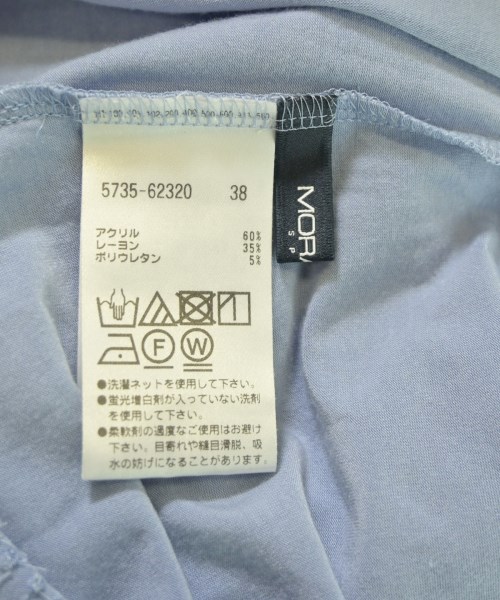 5735-62320 38
アクリル 60%
レーヨン 35%
ポリウレタン 5%
F W
●洗濯ネットを使用して下さい。
●蛍光増白剤が入っていない洗剤
を使用して下さい。
●柔軟剤の過度なご使用はお避け
下さい。目寄れや縫目滑脱、吸
水の妨げになることがあります。
MORA
S P